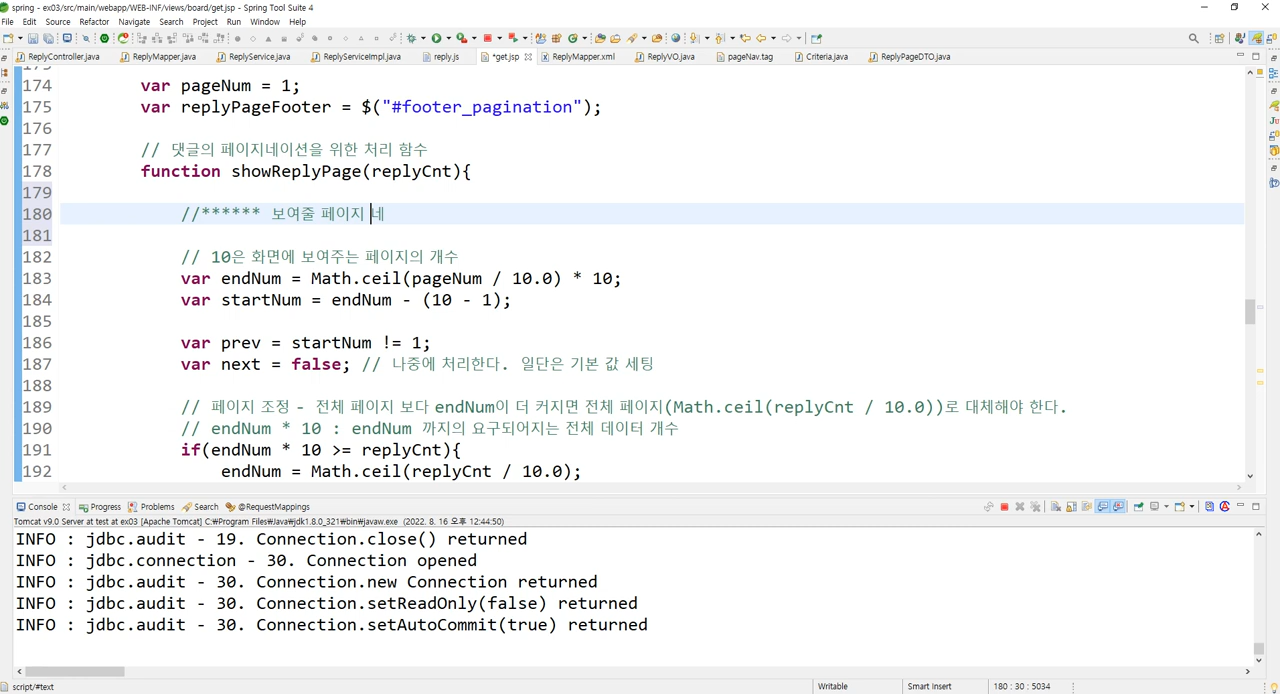 spring - ex03/src/main/webapp/WEB-INF/views/board/get.jsp - Spring Tool Suite 4
File Edit Source Refactor Navigate Search Project Run Window Help
ReplyController.java ReplyMapper.java ReplyService.java ReplyServiceImpl.java reply.js *get.jsp ReplyMapper.xml ReplyVO.java pageNav.tag Criteria.java ReplyPageDTO.java
174 var pageNum = 1;
175 var replyPageFooter = $("#footer_pagination");
176
177 // 댓글의 페이지네이션을 위한 처리 함수
178 function showReplyPage(replyCnt){
179
180 //****** 보여줄 페이지 네
181
182 // 10은 화면에 보여주는 페이지의 개수
183 var endNum = Math.ceil(pageNum / 10.0) * 10;
184 var startNum = endNum - (10 - 1);
185
186 var prev = startNum != 1;
187 var next = false; // 나중에 처리한다. 일단은 기본 값 세팅
188
189 // 페이지 조정 - 전체 페이지 보다 endNum이 더 커지면 전체 페이지(Math.ceil(replyCnt / 10.0))로 대체해야 한다.
190 // endNum * 10 : endNum 까지의 요구되어지는 전체 데이터 개수
191 if(endNum * 10 >= replyCnt){
192 endNum = Math.ceil(replyCnt / 10.0);
Console Progress Problems Search @RequestMappings
Tomcat v9.0 Server at test at ex03 [Apache Tomcat] C:₩Program Files₩Java₩jdk1.8.0_321₩bin₩javaw.exe (2022. 8. 16 오후 12:44:50)
INFO : jdbc.audit - 19. Connection.close() returned
INFO : jdbc.connection - 30. Connection opened
INFO : jdbc.audit - 30. Connection.new Connection returned
INFO : jdbc.audit - 30. Connection.setReadOnly(false) returned
INFO : jdbc.audit - 30. Connection.setAutoCommit(true) returned
script/#text Writable Smart Insert 180 : 30 : 5034